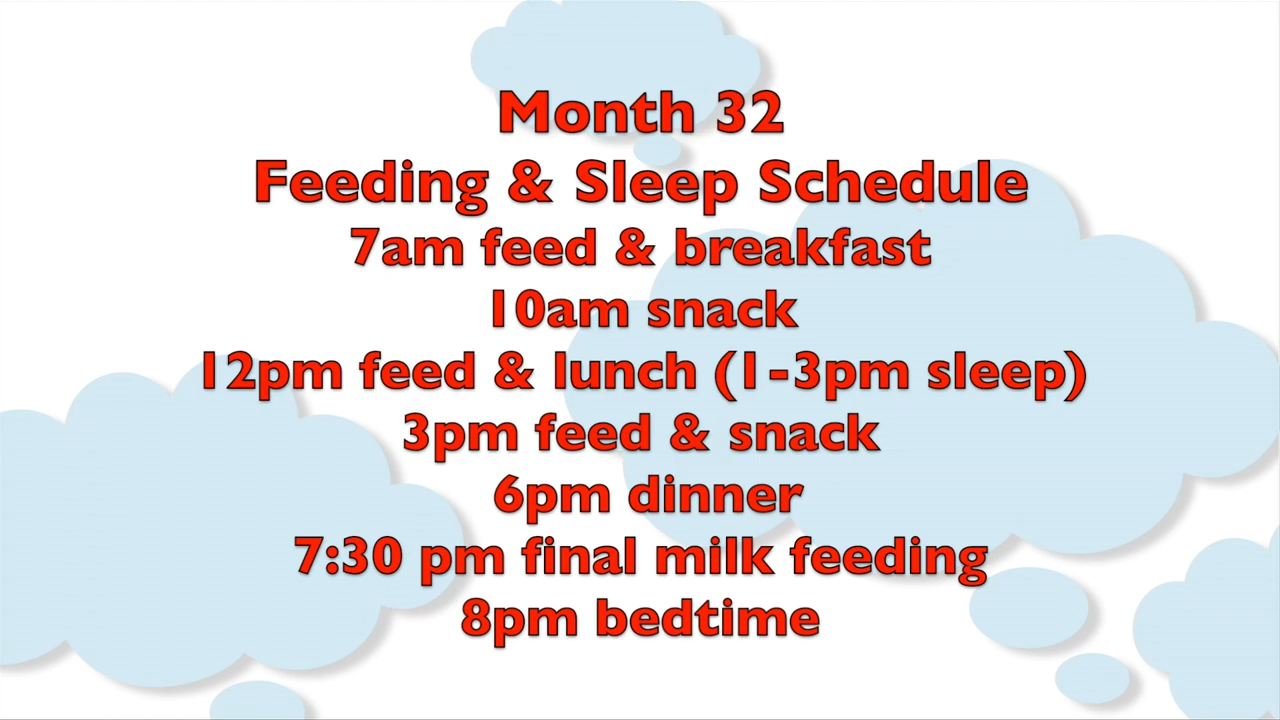 Month 32
Feeding & Sleep Schedule
7am feed & breakfast
10am snack
12pm feed & lunch (1-3pm sleep)
3pm feed & snack
6pm dinner
7:30 pm final milk feeding
8pm bedtime